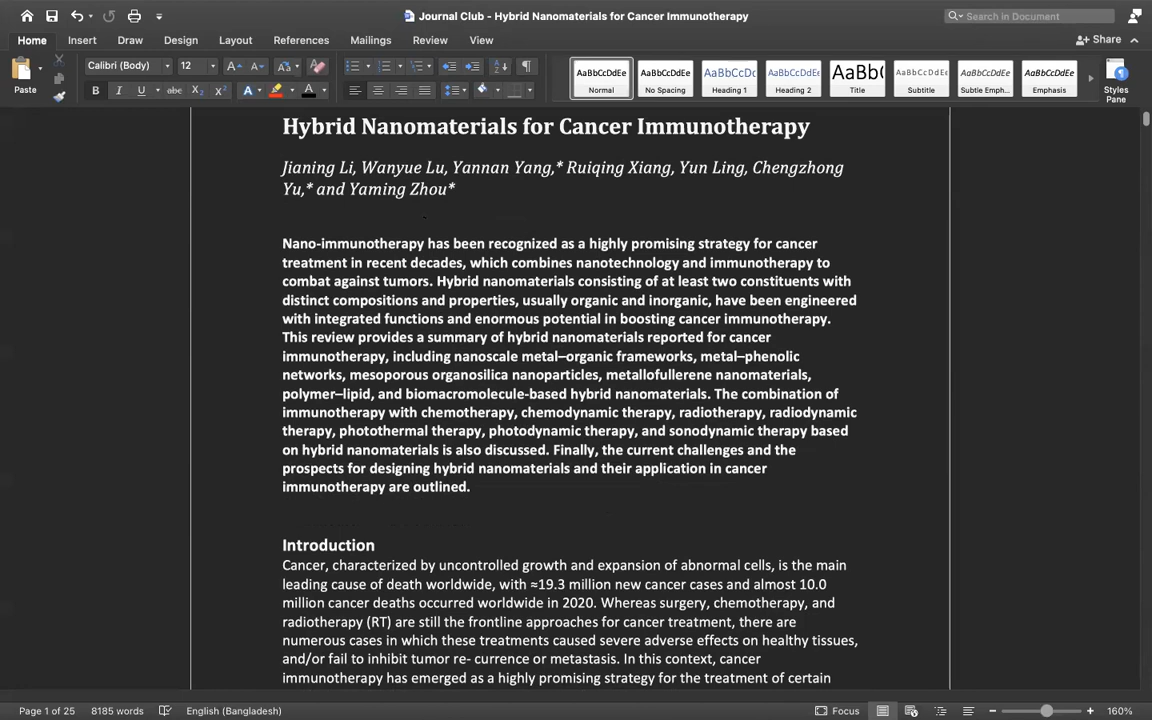 Journal Club - Hybrid Nanomaterials for Cancer Immunotherapy
Search in Document
Home Insert Draw Design Layout References Mailings Review View
Share
Paste
Calibri (Body) 12
AaBbCcDdEe AaBbCcDdEe AaBbCcDc AaBbCcDdEe AaBb( AaBbCcDdEe AaBbCcDdEe AaBbCcDdEe
Normal No Spacing Heading 1 Heading 2 Title Subtitle Subtle Emph... Emphasis
Styles
Pane
Hybrid Nanomaterials for Cancer Immunotherapy
Jianing Li, Wanyue Lu, Yannan Yang,* Ruiqing Xiang, Yun Ling, Chengzhong
Yu,* and Yaming Zhou*
Nano-immunotherapy has been recognized as a highly promising strategy for cancer
treatment in recent decades, which combines nanotechnology and immunotherapy to
combat against tumors. Hybrid nanomaterials consisting of at least two constituents with
distinct compositions and properties, usually organic and inorganic, have been engineered
with integrated functions and enormous potential in boosting cancer immunotherapy.
This review provides a summary of hybrid nanomaterials reported for cancer
immunotherapy, including nanoscale metal–organic frameworks, metal–phenolic
networks, mesoporous organosilica nanoparticles, metallofullerene nanomaterials,
polymer–lipid, and biomacromolecule-based hybrid nanomaterials. The combination of
immunotherapy with chemotherapy, chemodynamic therapy, radiotherapy, radiodynamic
therapy, photothermal therapy, photodynamic therapy, and sonodynamic therapy based
on hybrid nanomaterials is also discussed. Finally, the current challenges and the
prospects for designing hybrid nanomaterials and their application in cancer
immunotherapy are outlined.
Introduction
Cancer, characterized by uncontrolled growth and expansion of abnormal cells, is the main
leading cause of death worldwide, with ≈19.3 million new cancer cases and almost 10.0
million cancer deaths occurred worldwide in 2020. Whereas surgery, chemotherapy, and
radiotherapy (RT) are still the frontline approaches for cancer treatment, there are
numerous cases in which these treatments caused severe adverse effects on healthy tissues,
and/or fail to inhibit tumor re- currence or metastasis. In this context, cancer
immunotherapy has emerged as a highly promising strategy for the treatment of certain
Page 1 of 25 8185 words English (Bangladesh) Focus 160%